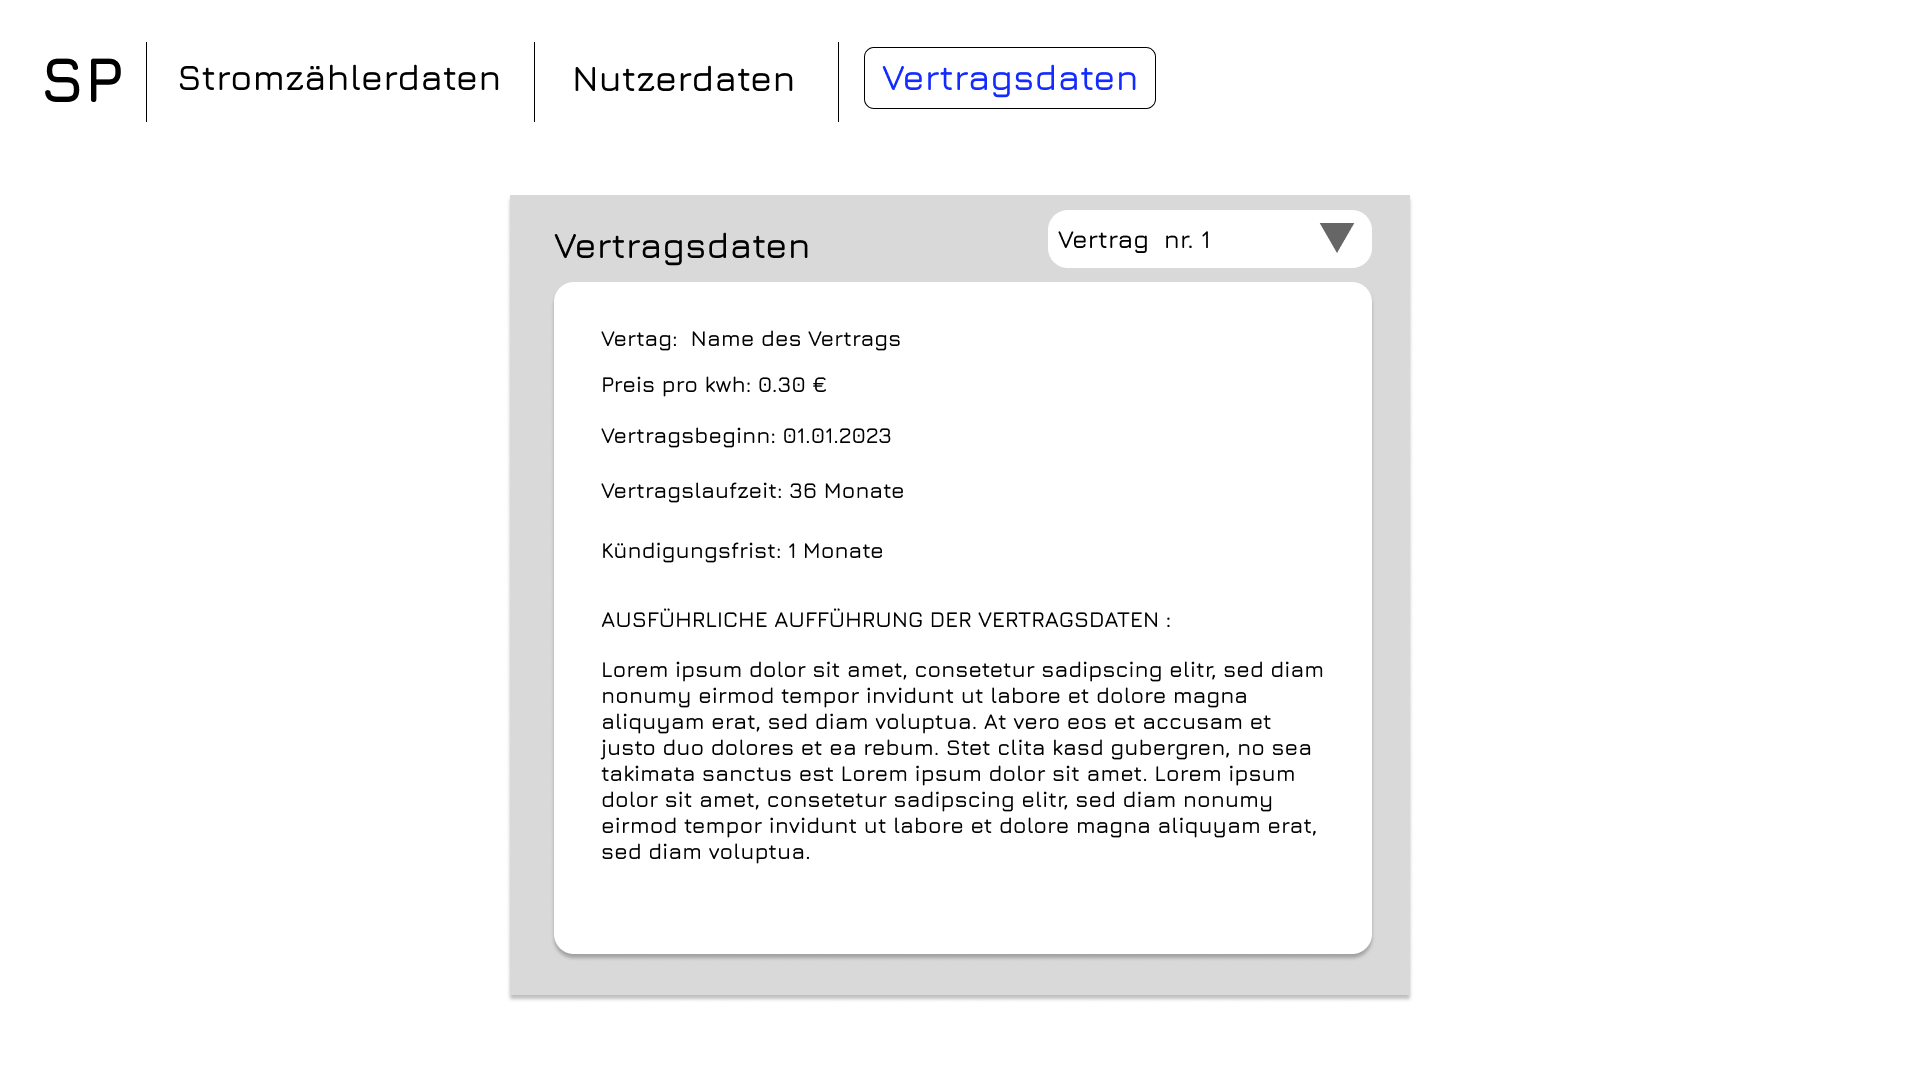 SP
Stromzählerdaten
Nutzerdaten
Vertragsdaten
Vertragsdaten
Vertrag nr. 1
Vertag: Name des Vertrags
Preis pro kwh: 0.30 €
Vertragsbeginn: 01.01.2023
Vertragslaufzeit: 36 Monate
Kündigungsfrist: 1 Monate
AUSFÜHRLICHE AUFFÜHRUNG DER VERTRAGSDATEN :
Lorem ipsum dolor sit amet, consetetur sadipscing elitr, sed diam
nonumy eirmod tempor invidunt ut labore et dolore magna
aliquyam erat, sed diam voluptua. At vero eos et accusam et
justo duo dolores et ea rebum. Stet clita kasd gubergren, no sea
takimata sanctus est Lorem ipsum dolor sit amet. Lorem ipsum
dolor sit amet, consetetur sadipscing elitr, sed diam nonumy
eirmod tempor invidunt ut labore et dolore magna aliquyam erat,
sed diam voluptua.